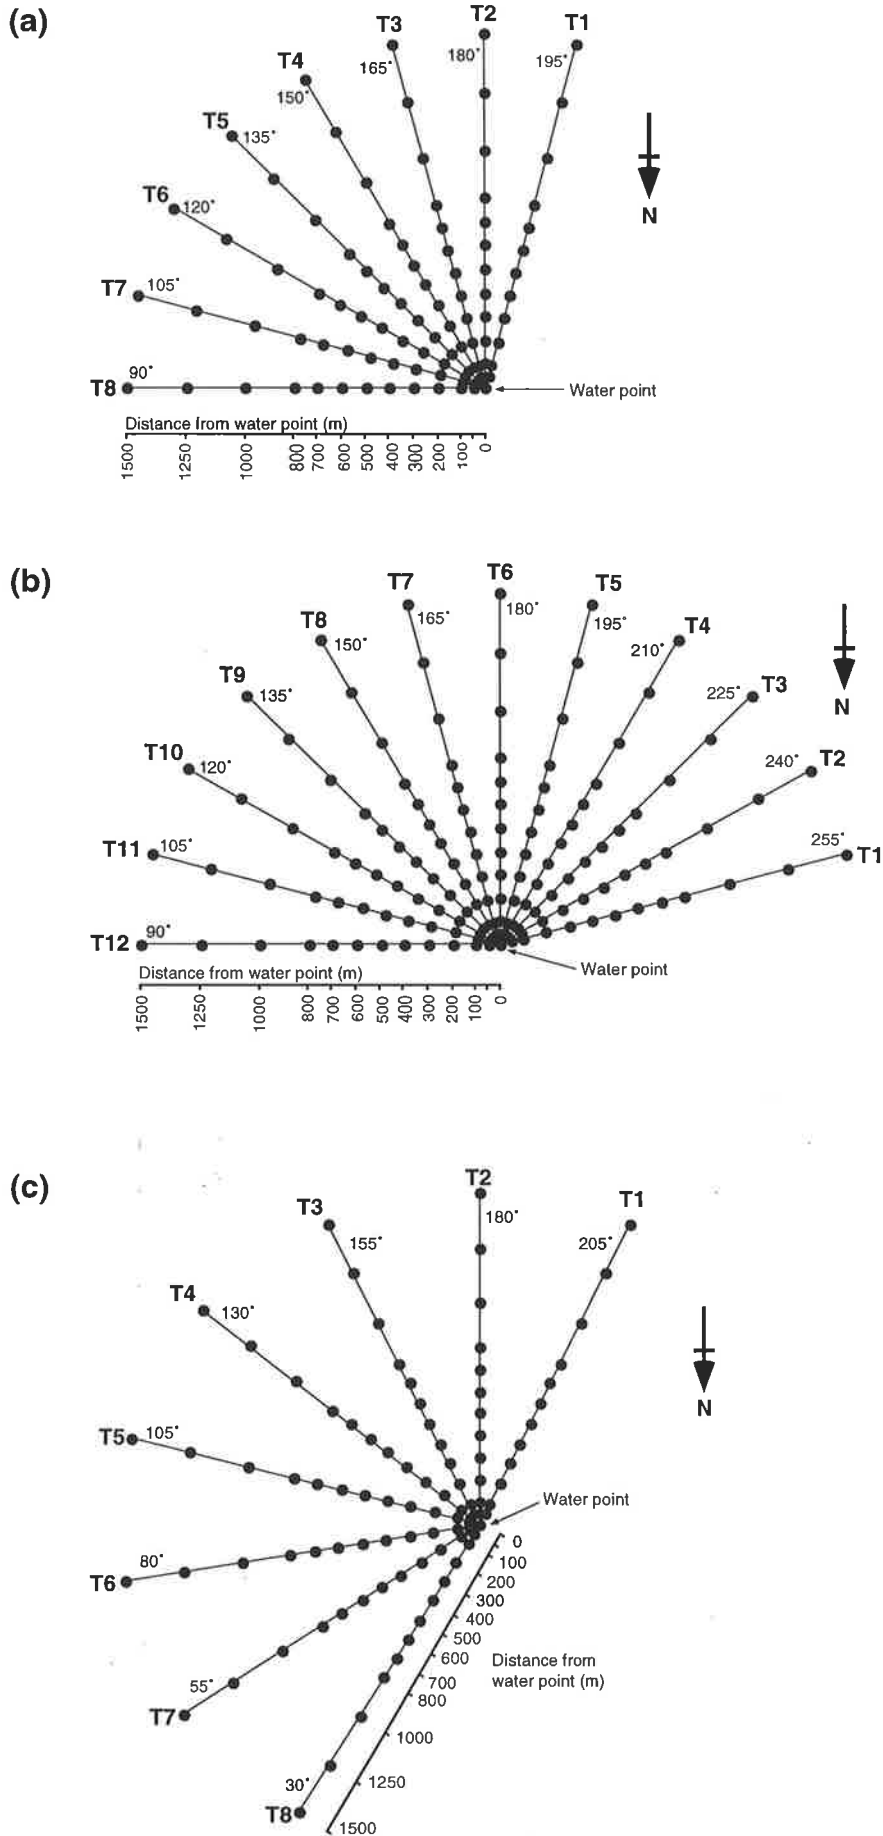 (a)
T1
T2
T3
T4
T5
T6
T7
T8
195°
180°
165°
150°
135°
120°
105°
90°
N
Water point
Distance from water point (m)
1500
1250
1000
800
700
600
500
400
300
200
100
0
(b)
T1
T2
T3
T4
T5
T6
T7
T8
T9
T10
T11
T12
255°
240°
225°
210°
195°
180°
165°
150°
135°
120°
105°
90°
N
Water point
Distance from water point (m)
1500
1250
1000
800
700
600
500
400
300
200
100
0
(c)
T1
T2
T3
T4
T5
T6
T7
T8
205°
180°
155°
130°
105°
80°
55°
30°
N
Water point
0
100
200
300
400
500
600
700
800
1000
1250
1500
Distance from
water point (m)